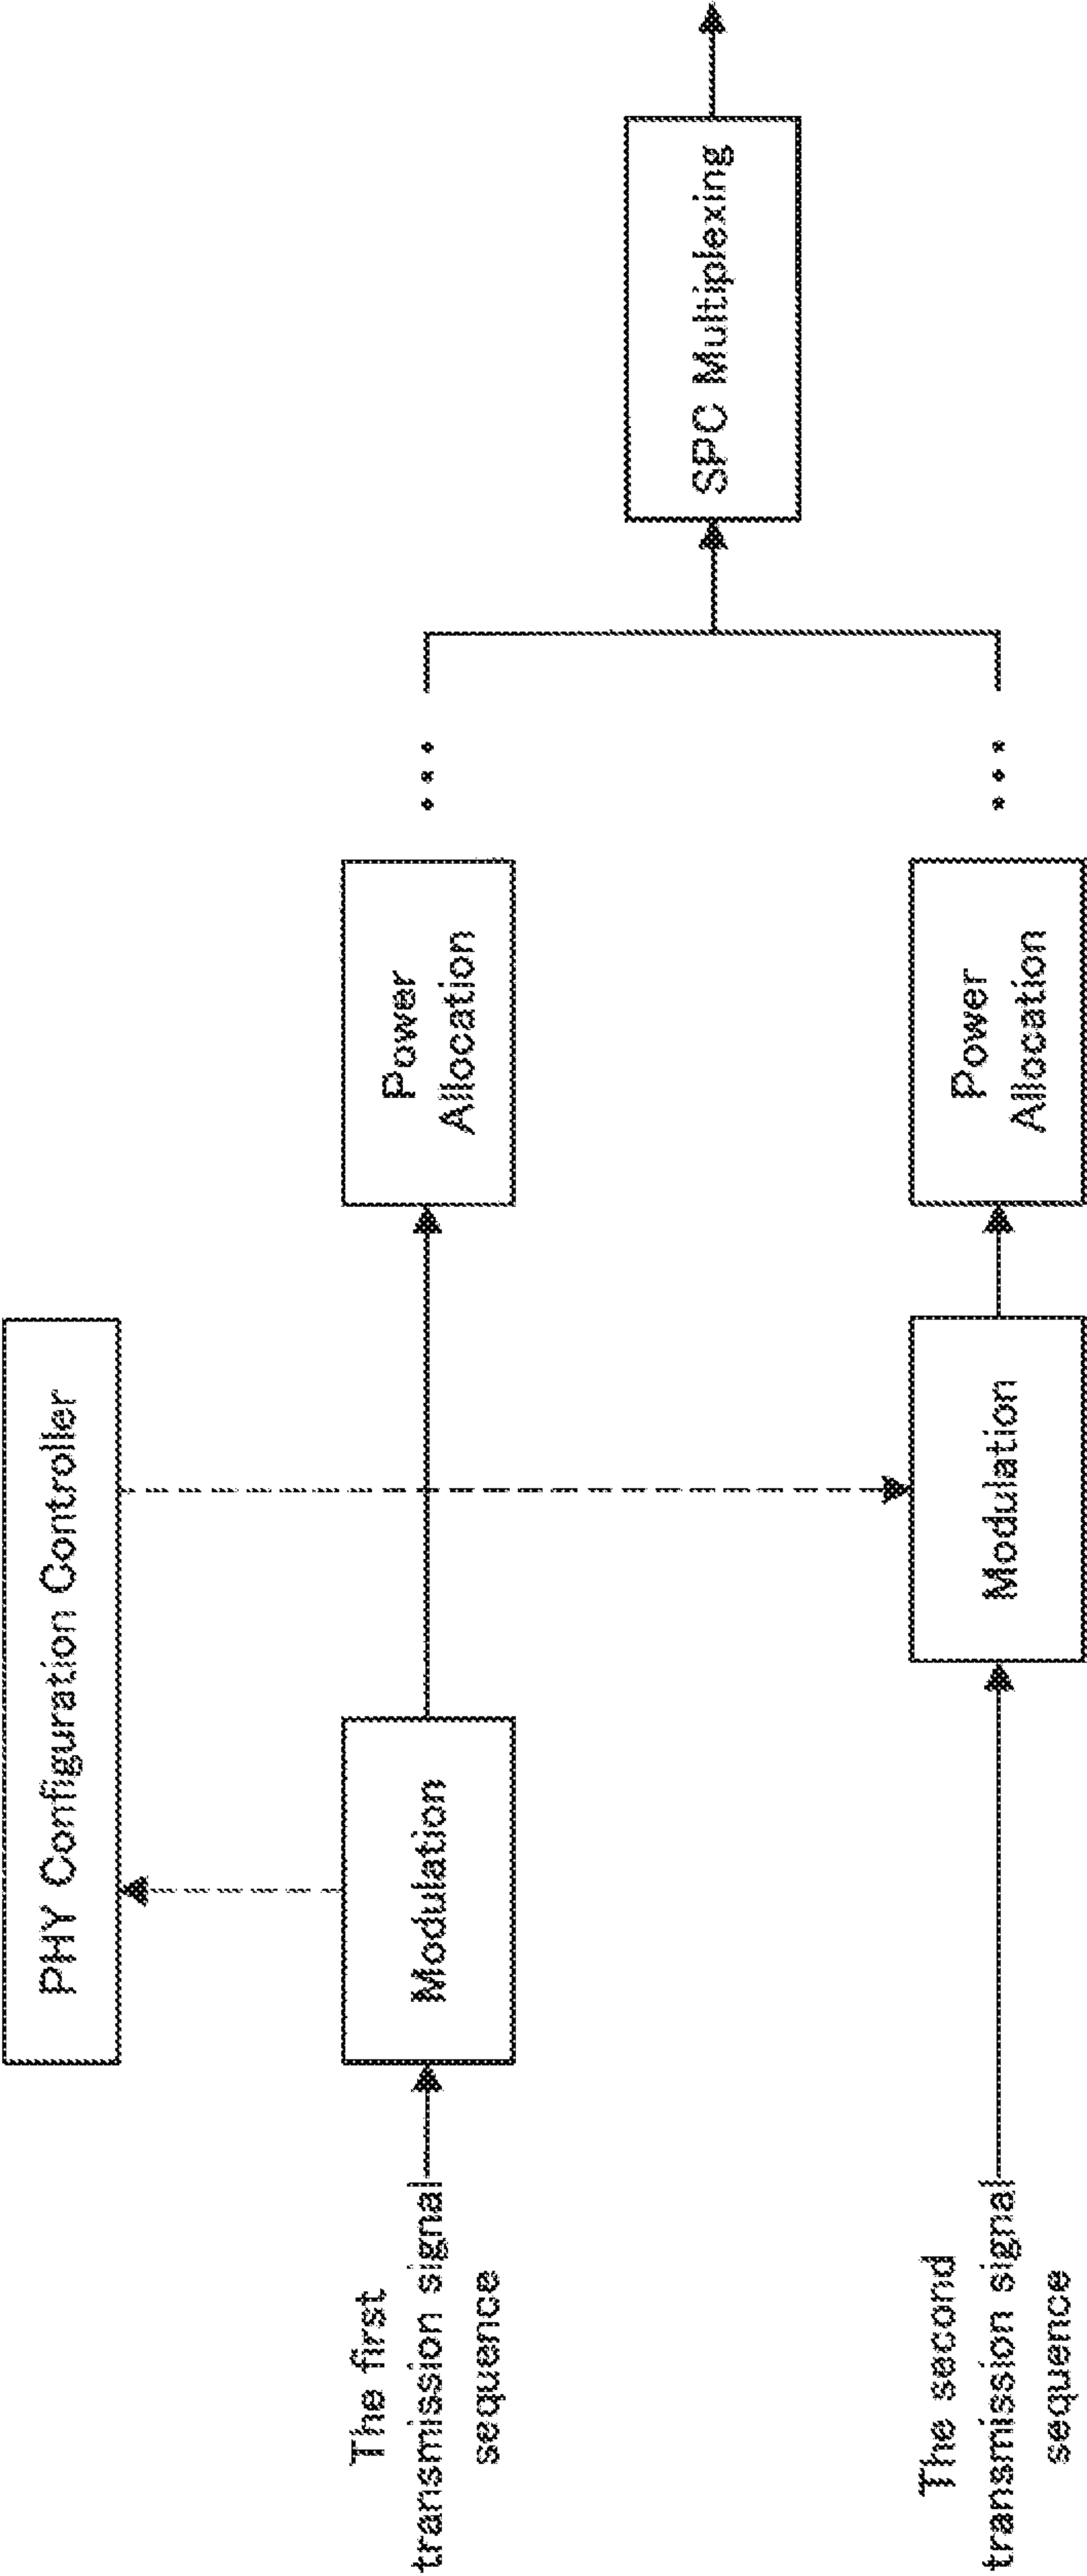 PHY Configuration Controller
The first
transmission signal
sequence
Modulation
Power
Allocation
SPC Multiplexing
The second
transmission signal
sequence
Modulation
Power
Allocation